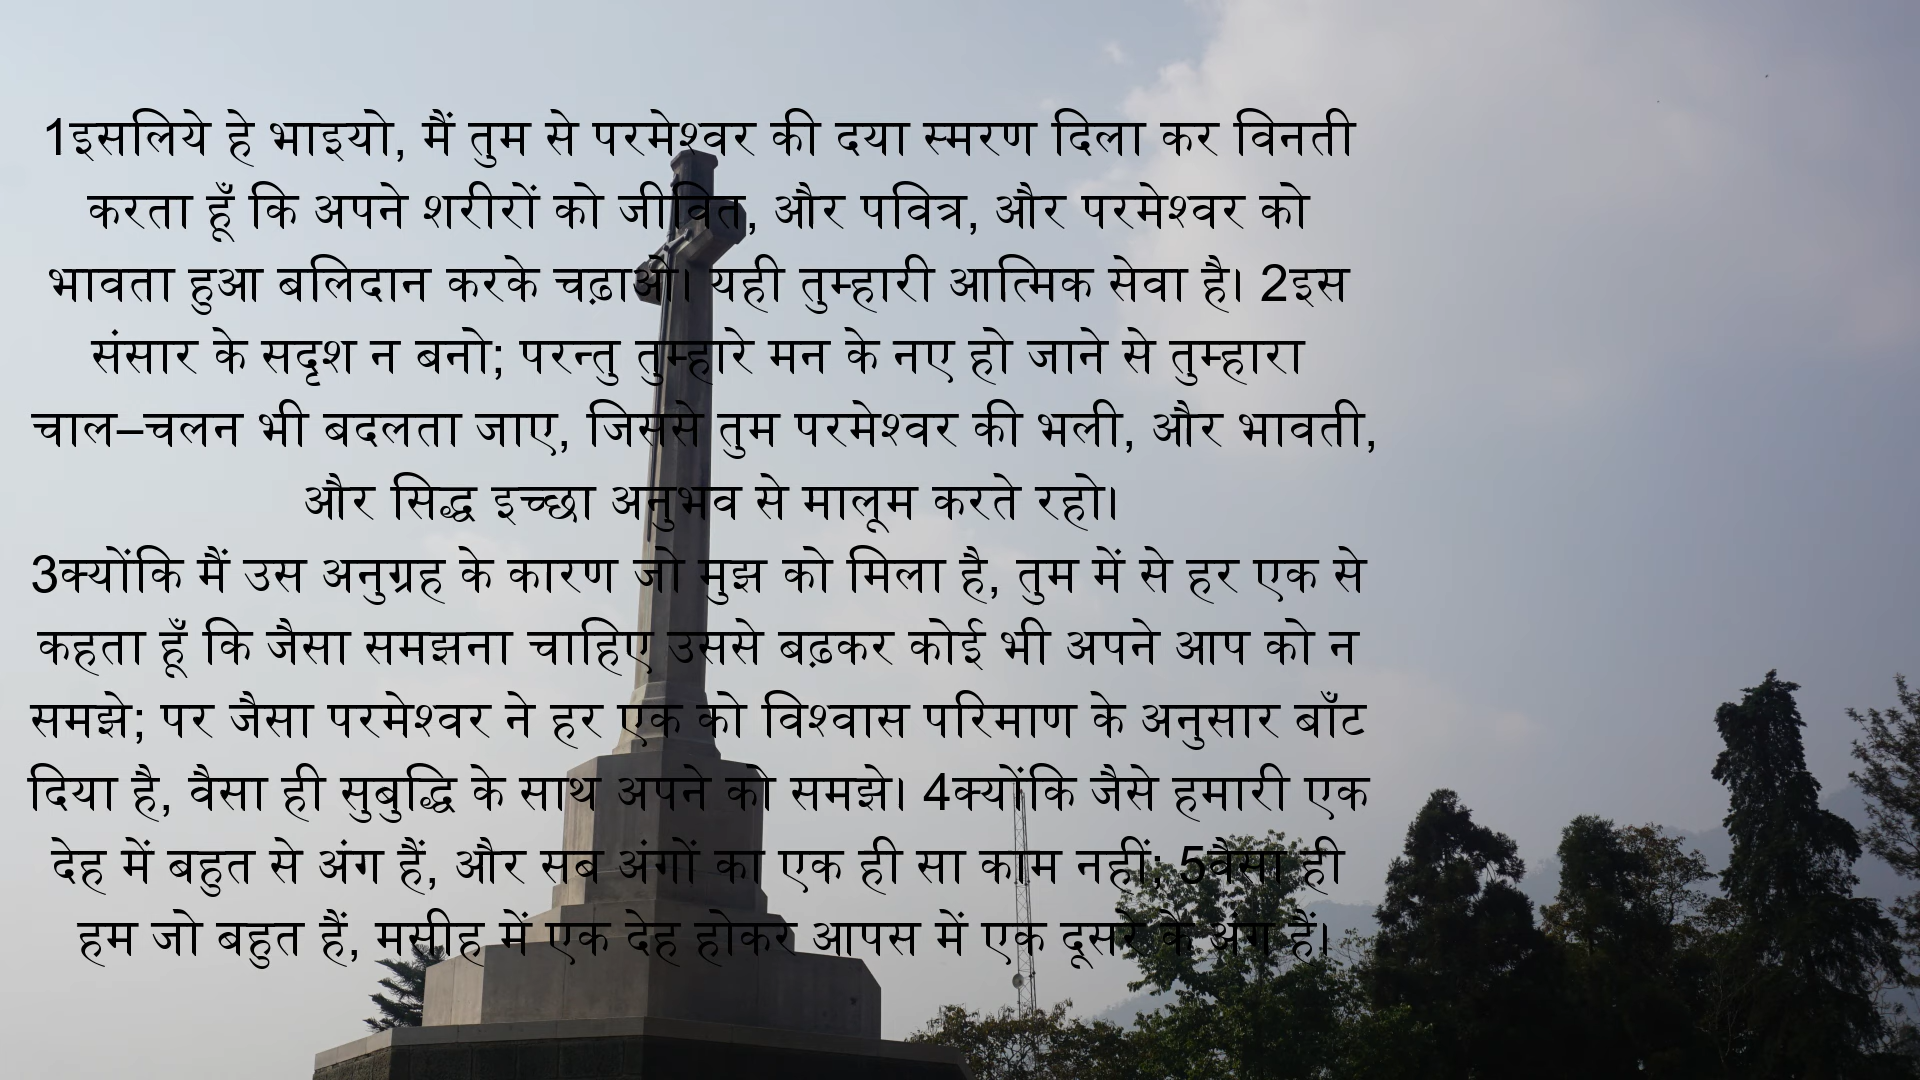 1इसलिये हे भाइयो, मैं तुम से परमेश्‍वर की दया स्मरण दिला कर विनती
करता हूँ कि अपने शरीरों को जीवित, और पवित्र, और परमेश्‍वर को
भावता हुआ बलिदान करके चढ़ाओ। यही तुम्हारी आत्मिक सेवा है। 2इस
संसार के सदृश न बनो; परन्तु तुम्हारे मन के नए हो जाने से तुम्हारा
चाल–चलन भी बदलता जाए, जिससे तुम परमेश्‍वर की भली, और भावती,
और सिद्ध इच्छा अनुभव से मालूम करते रहो।
3क्योंकि मैं उस अनुग्रह के कारण जो मुझ को मिला है, तुम में से हर एक से
कहता हूँ कि जैसा समझना चाहिए उससे बढ़कर कोई भी अपने आप को न
समझे; पर जैसा परमेश्‍वर ने हर एक को विश्‍वास परिमाण के अनुसार बाँट
दिया है, वैसा ही सुबुद्धि के साथ अपने को समझे। 4क्योंकि जैसे हमारी एक
देह में बहुत से अंग हैं, और सब अंगों का एक ही सा काम नहीं; 5वैसा ही
हम जो बहुत हैं, मसीह में एक देह होकर आपस में एक दूसरे के अंग हैं।